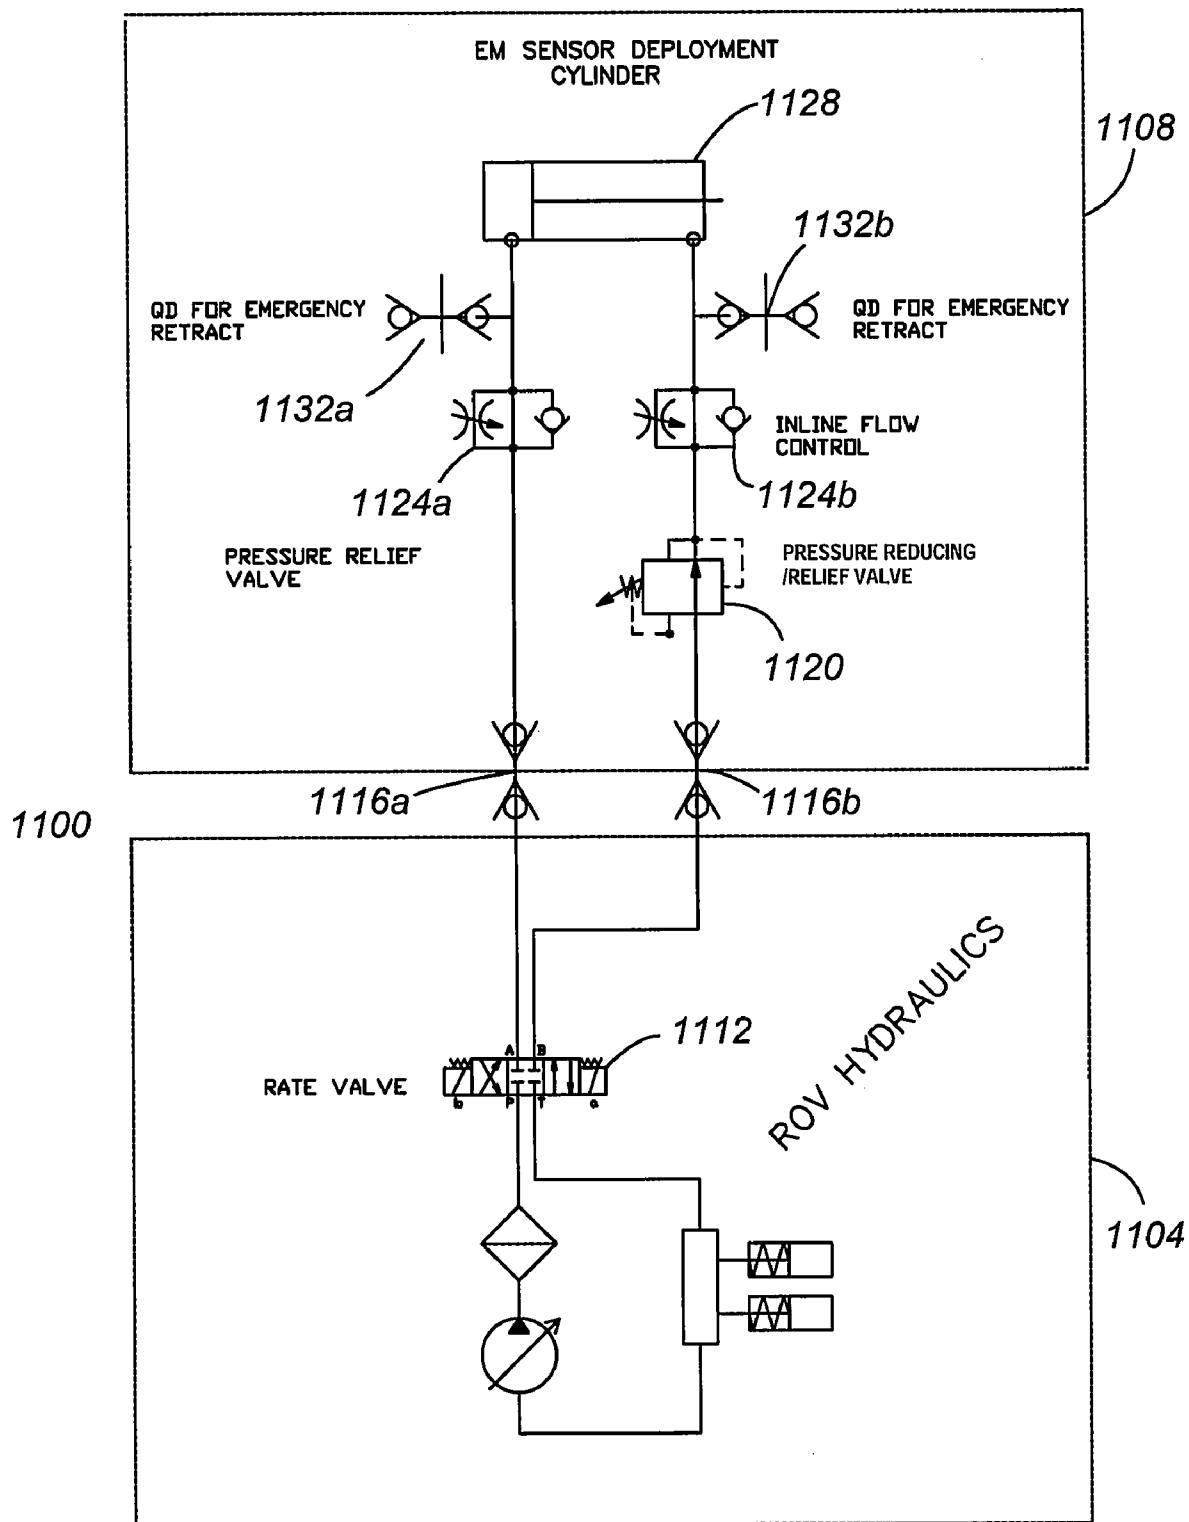 EM SENSOR DEPLOYMENT
CYLINDER
1128
1108
1132b
QD FOR EMERGENCY
RETRACT
QD FOR EMERGENCY
RETRACT
1132a
INLINE FLOW
CONTROL
1124a
1124b
PRESSURE RELIEF
VALVE
PRESSURE REDUCING
/RELIEF VALVE
1120
1116a
1116b
1100
ROV HYDRAULICS
1112
A B
RATE VALVE
b P T a
1104